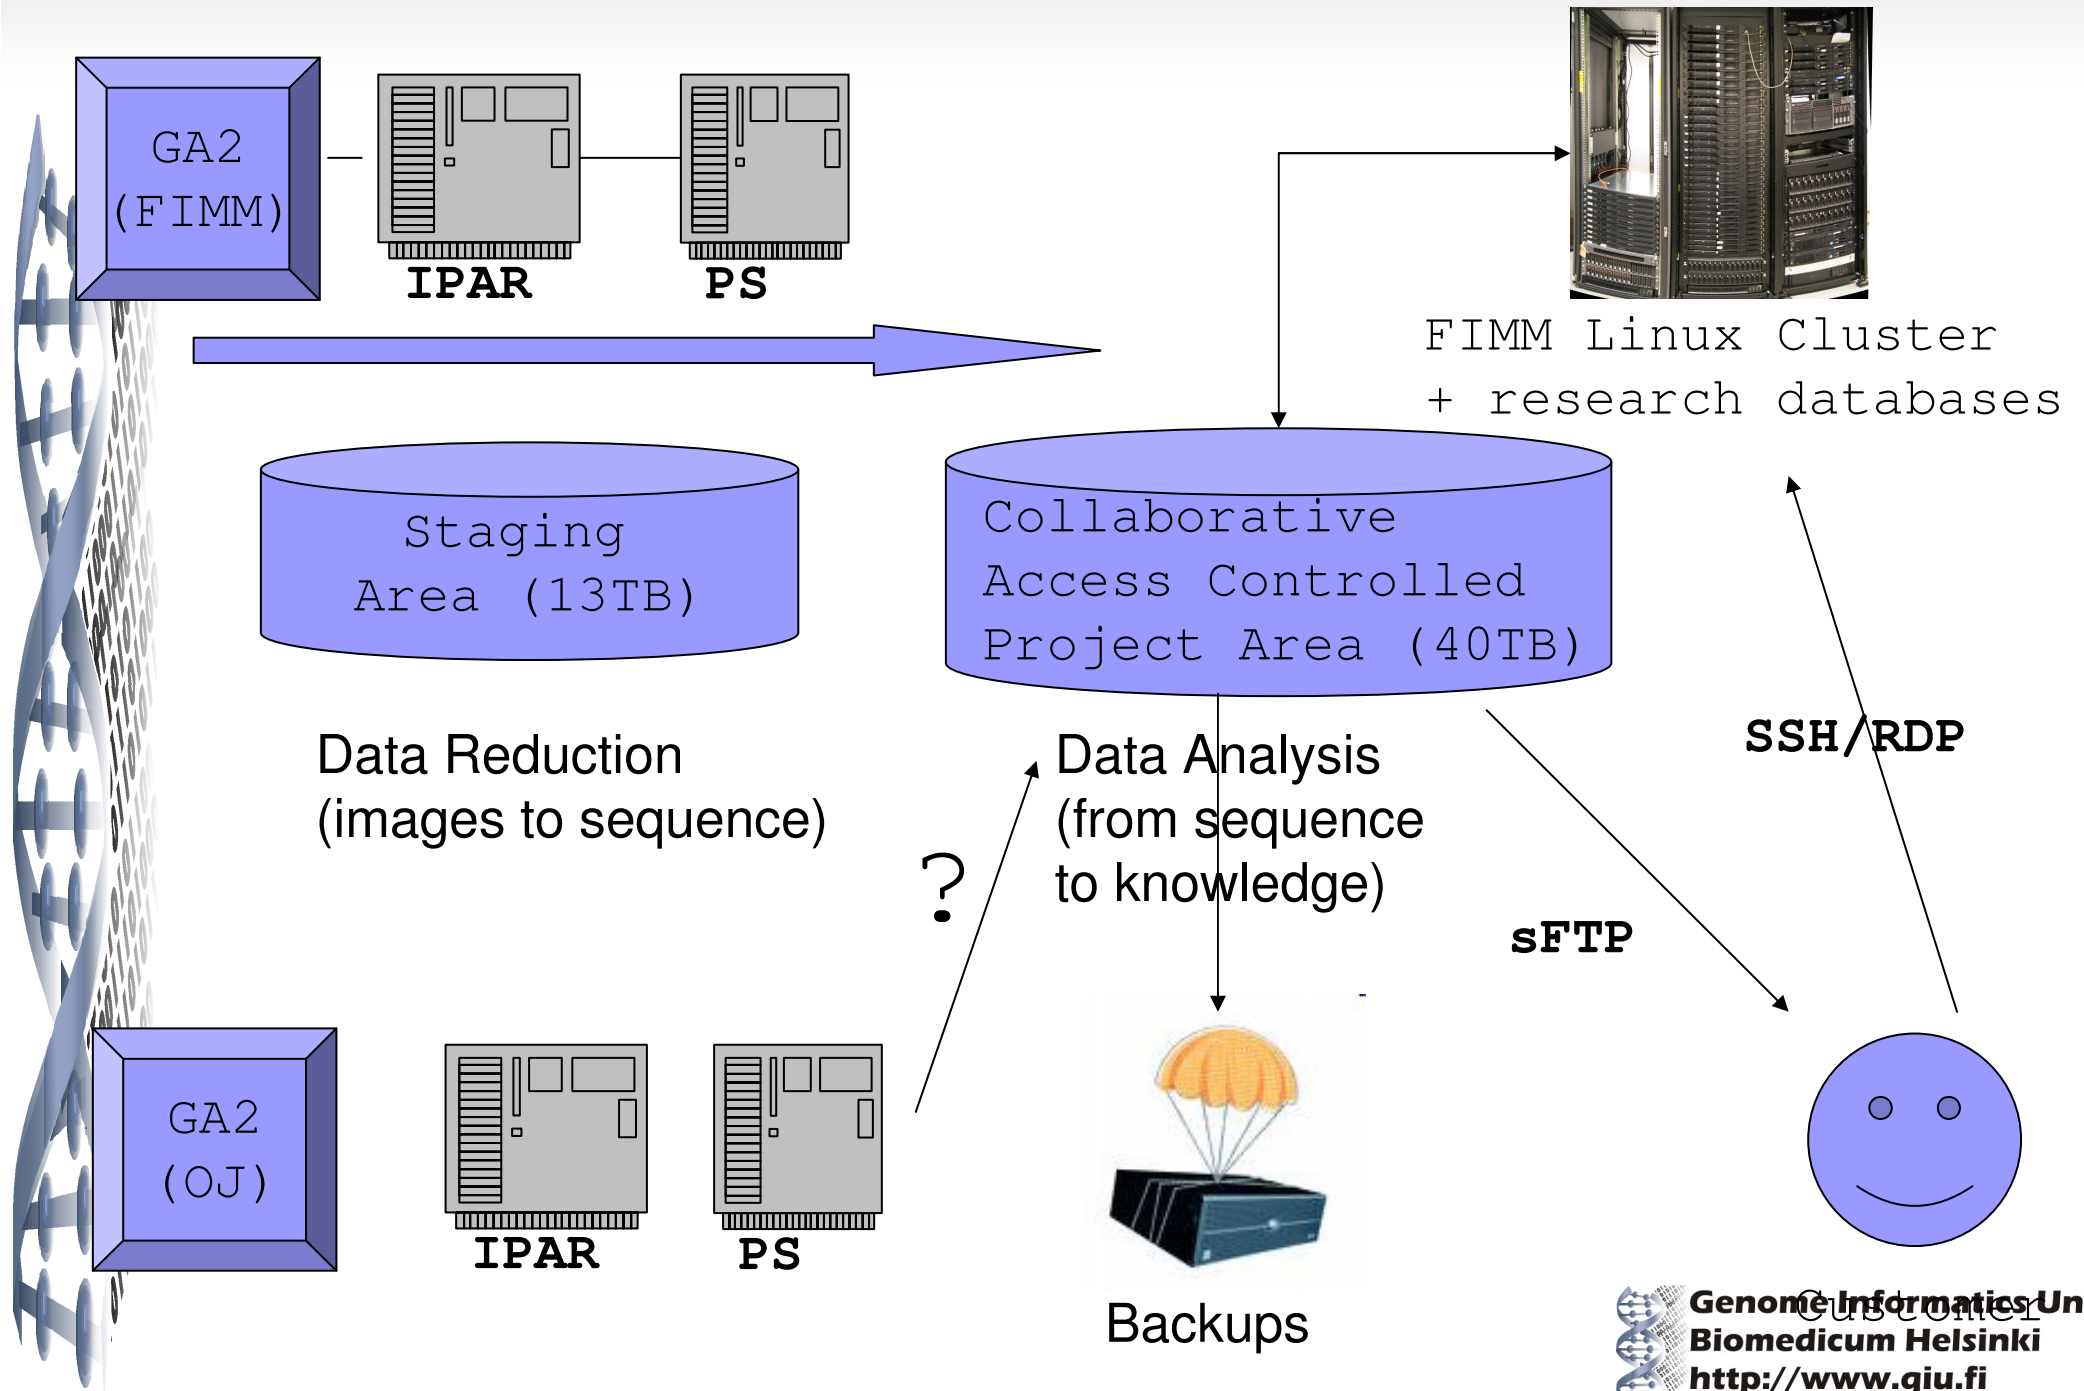 GA2
(FIMM)
IPAR
PS
FIMM Linux Cluster
+ research databases
Staging
Area (13TB)
Collaborative
Access Controlled
Project Area (40TB)
Data Reduction
(images to sequence)
Data Analysis
(from sequence
to knowledge)
?
SSH/RDP
sFTP
GA2
(OJ)
IPAR
PS
Backups
Customer
Genome Informatics Un
Biomedicum Helsinki
http://www.giu.fi